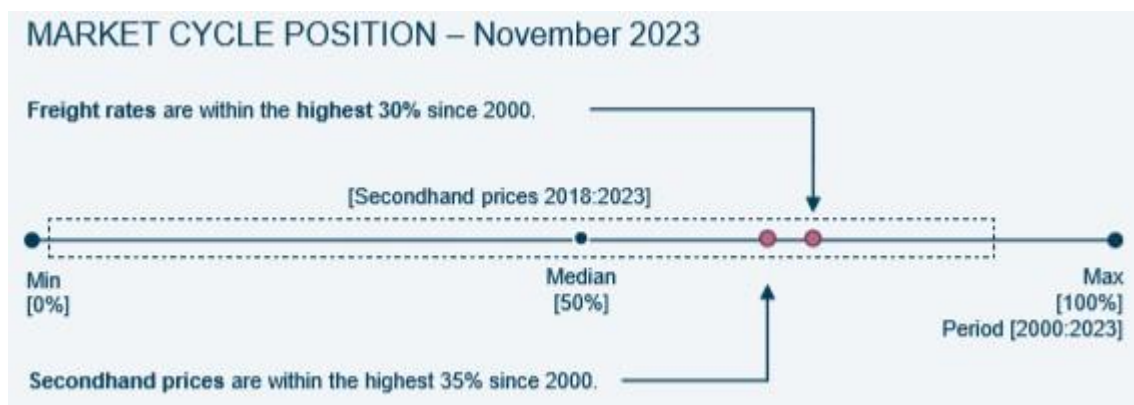 MARKET CYCLE POSITION – November 2023
Freight rates are within the highest 30% since 2000.
[Secondhand prices 2018:2023]
Min
[0%]
Median
[50%]
Max
[100%]
Period [2000:2023]
Secondhand prices are within the highest 35% since 2000.